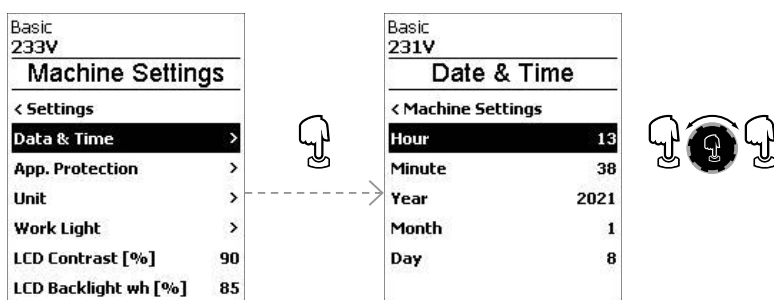 Basic
233V
Machine Settings
< Settings
Data & Time >
App. Protection >
Unit >
Work Light >
LCD Contrast [%] 90
LCD Backlight wh [%] 85
Basic
231V
Date & Time
< Machine Settings
Hour 13
Minute 38
Year 2021
Month 1
Day 8